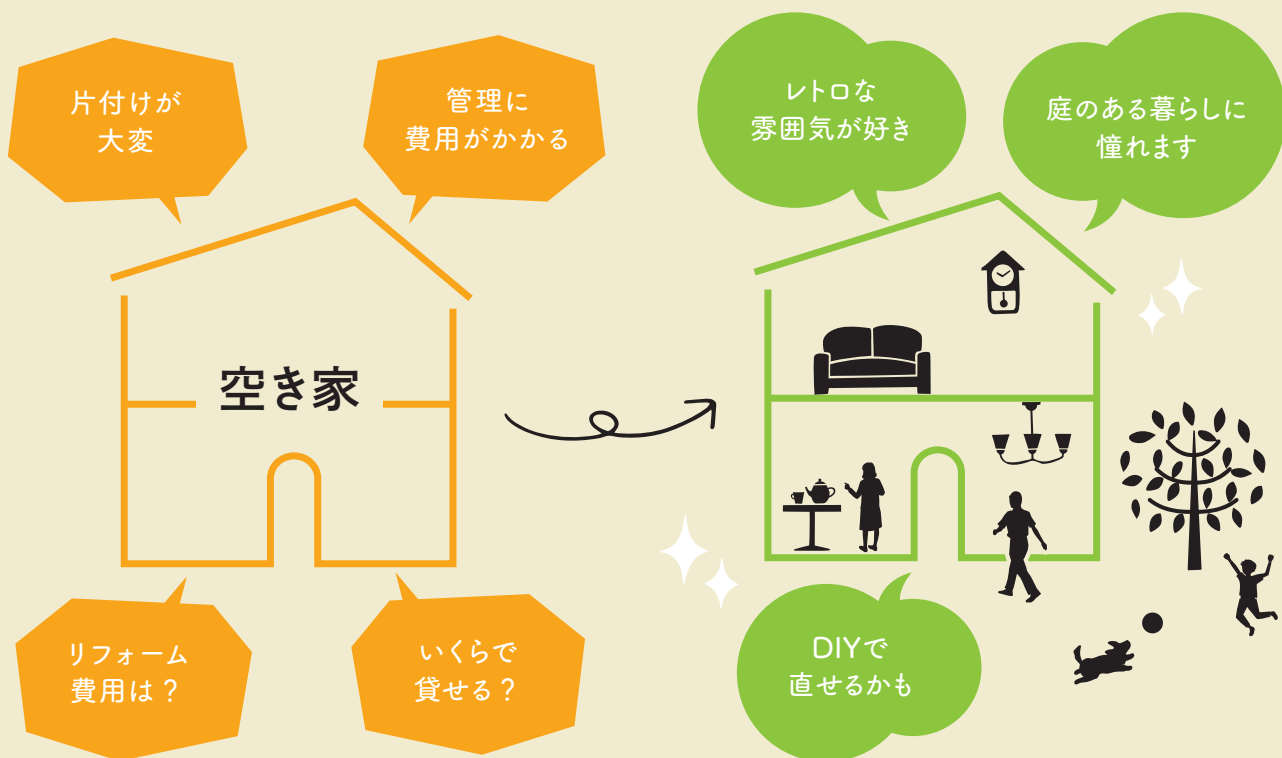 片付けが
大変
管理に
費用がかかる
レトロな
雰囲気が好き
庭のある暮らしに
憧れます
空き家
リフォーム
費用は？
いくらで
貸せる？
DIYで
直せるかも